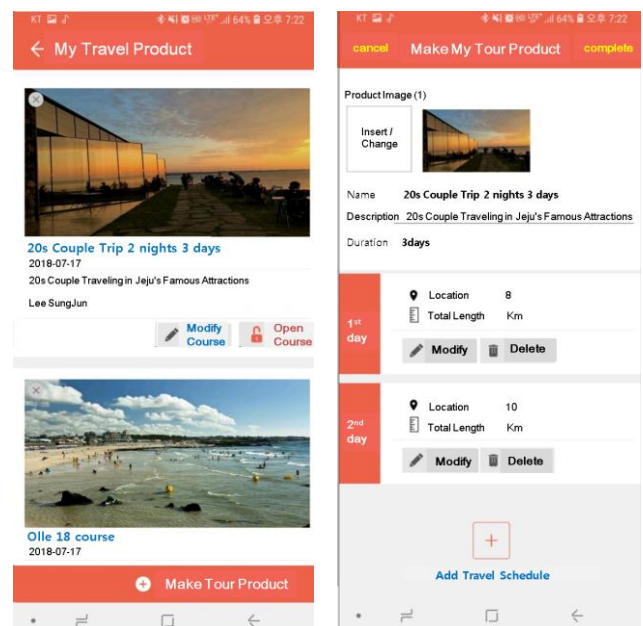 KT 64% 오후 7:22
My Travel Product
20s Couple Trip 2 nights 3 days
2018-07-17
20s Couple Traveling in Jeju's Famous Attractions
Lee SungJun
Modify
Course
Open
Course
Olle 18 course
2018-07-17
Make Tour Product
KT 64% 오후 7:22
cancel Make My Tour Product complete
Product Image (1)
Insert /
Change
Name 20s Couple Trip 2 nights 3 days
Description 20s Couple Traveling in Jeju's Famous Attractions
Duration 3days
1st
day
Location 8
Total Length Km
Modify Delete
2nd
day
Location 10
Total Length Km
Modify Delete
Add Travel Schedule